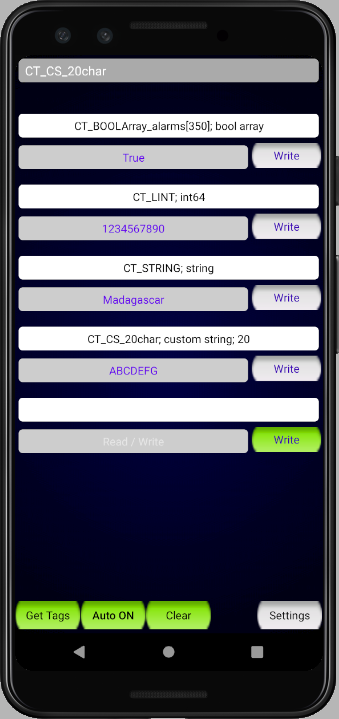 CT_CS_20char
CT_BOOLArray_alarms[350]; bool array
True
Write
CT_LINT; int64
1234567890
Write
CT_STRING; string
Madagascar
Write
CT_CS_20char; custom string; 20
ABCDEFG
Write
Read / Write
Write
Get Tags
Auto ON
Clear
Settings